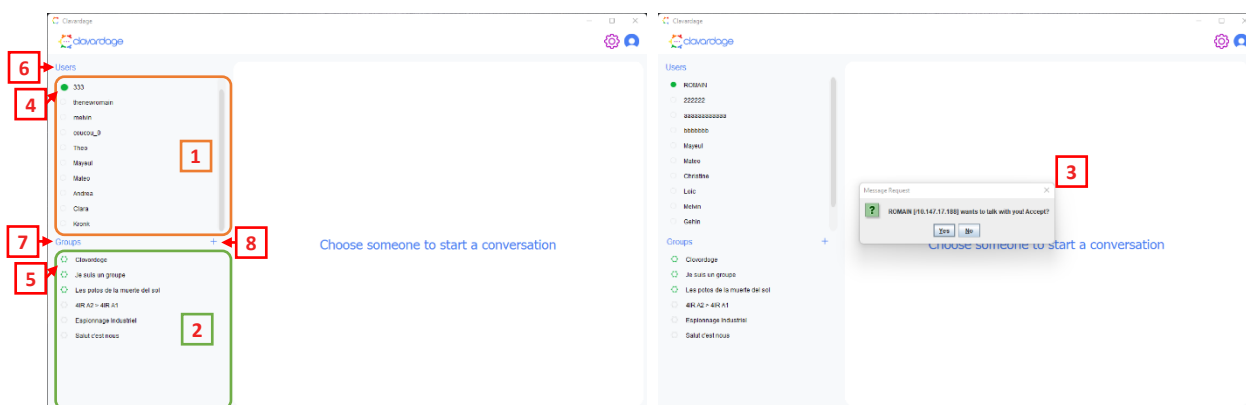 Clavardage
clavardage
6
Users
4
333
thenewromain
melvin
coucou_9
Theo
1
Mayeul
Mateo
Andrea
Clara
Kronk
7
Groups
+
8
5
Clavardage
Je suis un groupe
Les potos de la muerte del sol
4IR A2 > 4IR A1
Espionnage Industriel
2
Salut c'est nous
Choose someone to start a conversation
Clavardage
clavardage
Users
ROMAIN
222222
aaaaaaaaaaaa
bbbbbbb
Mayeul
Mateo
Christine
Loic
Melvin
Gehin
Groups
+
Clavardage
Je suis un groupe
Les potos de la muerte del sol
4IR A2 > 4IR A1
Espionnage Industriel
Salut c'est nous
3
Message Request
?
ROMAIN [/10.147.17.188] wants to talk with you! Accept?
Yes
No
Choose someone to start a conversation